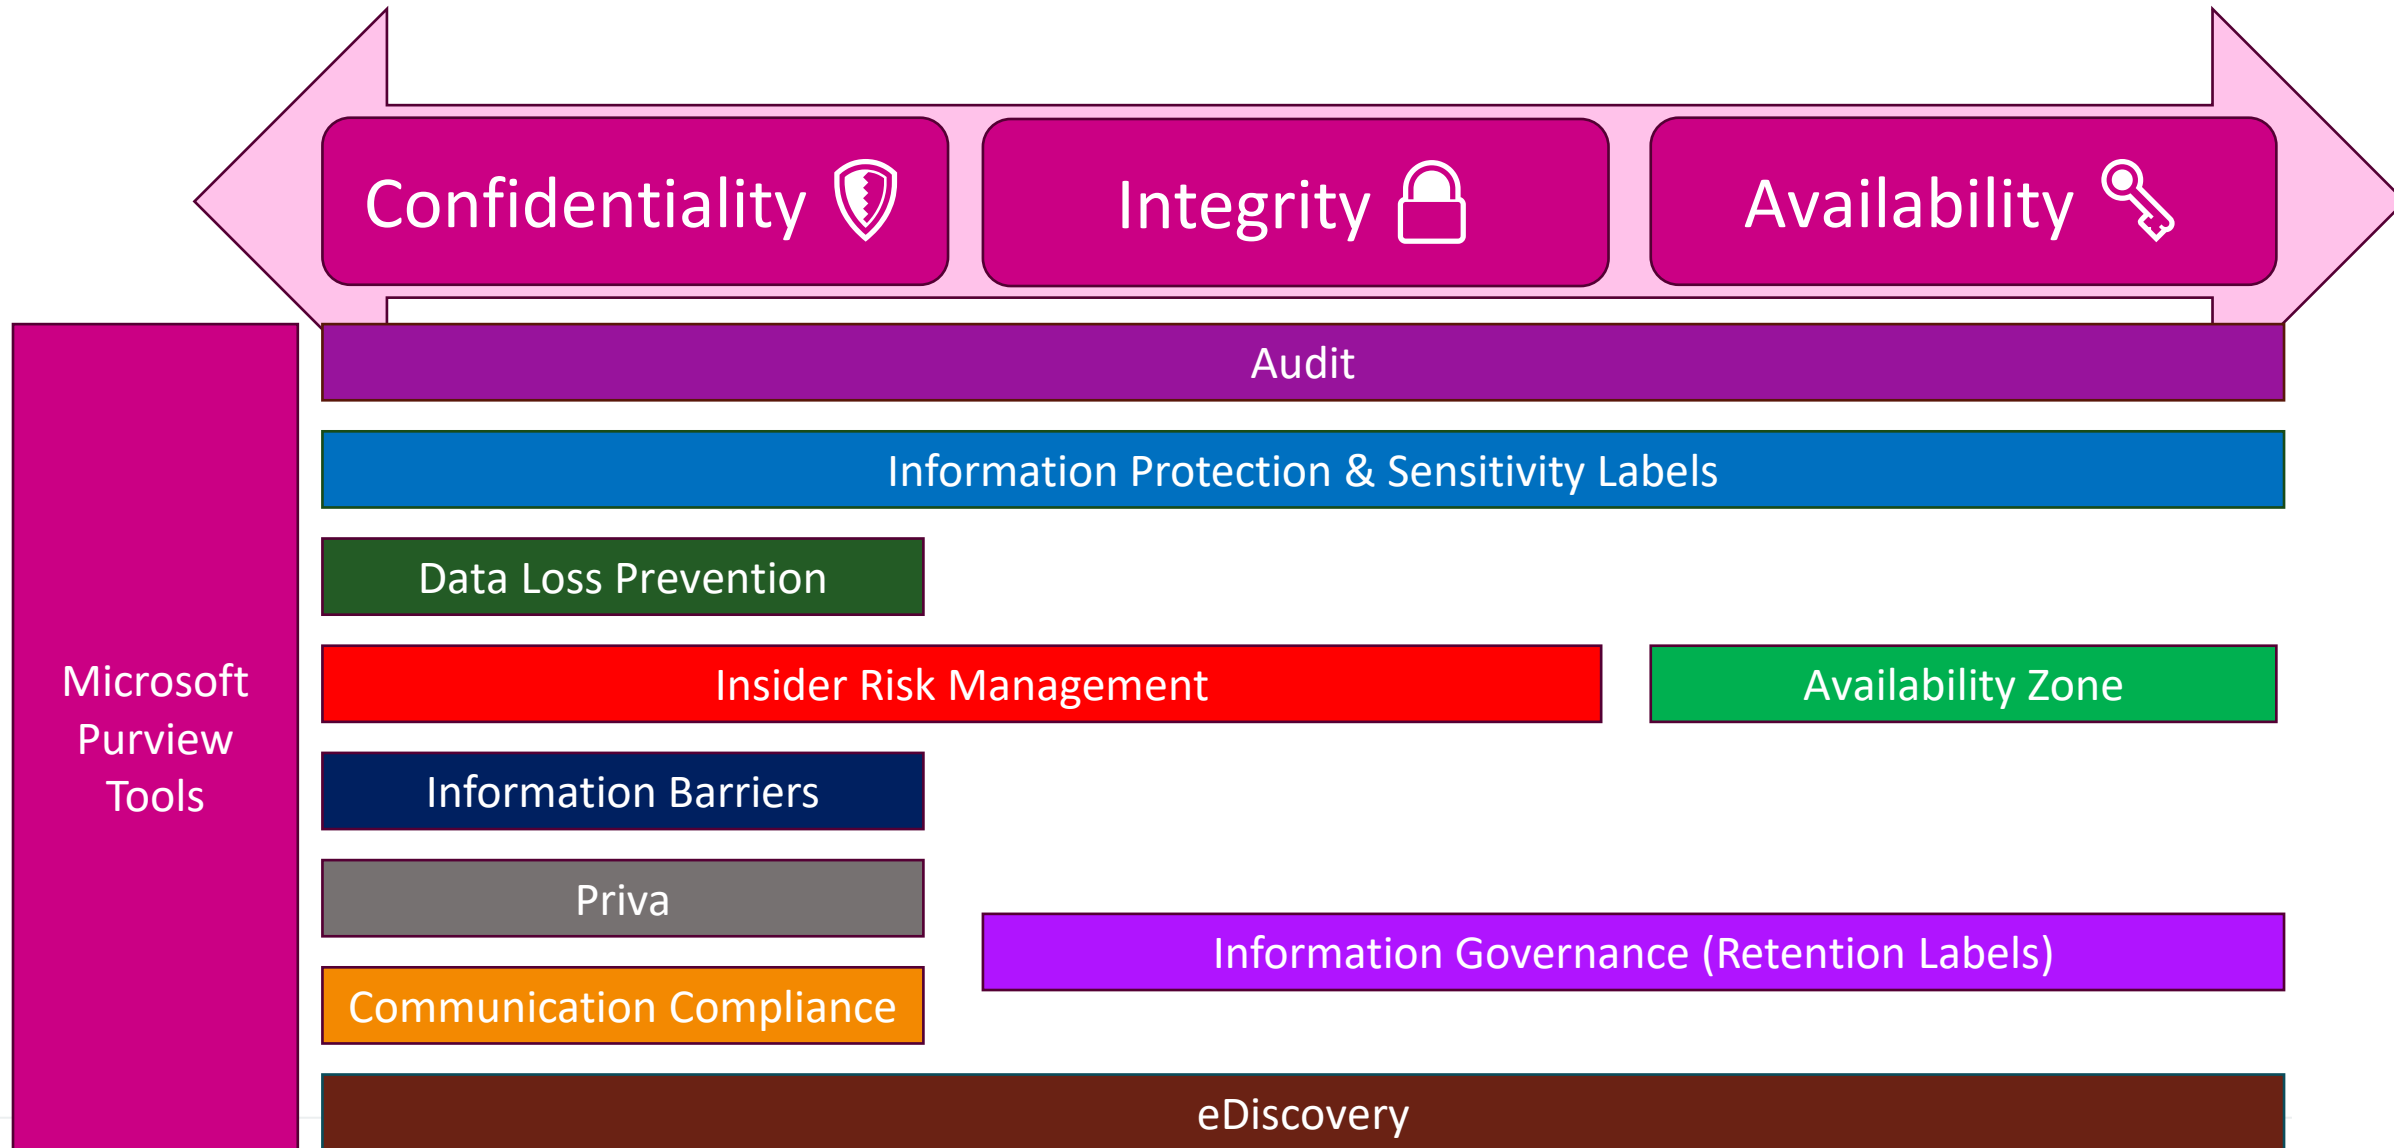 Confidentiality
Integrity
Availability
Audit
Information Protection & Sensitivity Labels
Data Loss Prevention
Microsoft
Purview
Tools
Insider Risk Management
Availability Zone
Information Barriers
Priva
Information Governance (Retention Labels)
Communication Compliance
eDiscovery